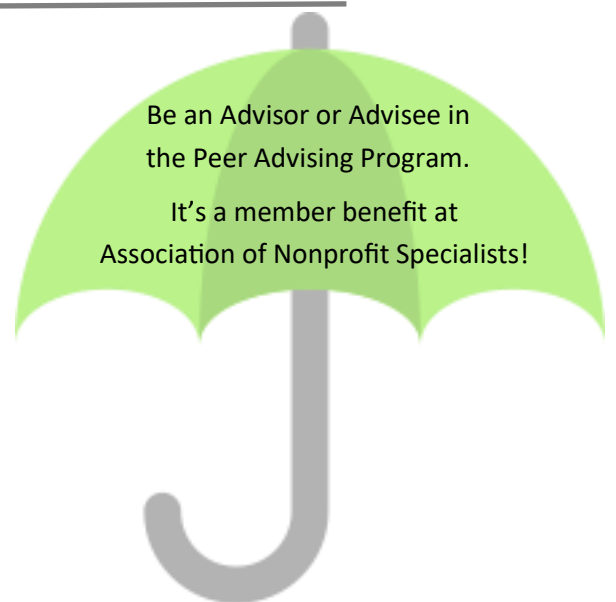 Be an Advisor or Advisee in
the Peer Advising Program.
It’s a member benefit at
Association of Nonprofit Specialists!